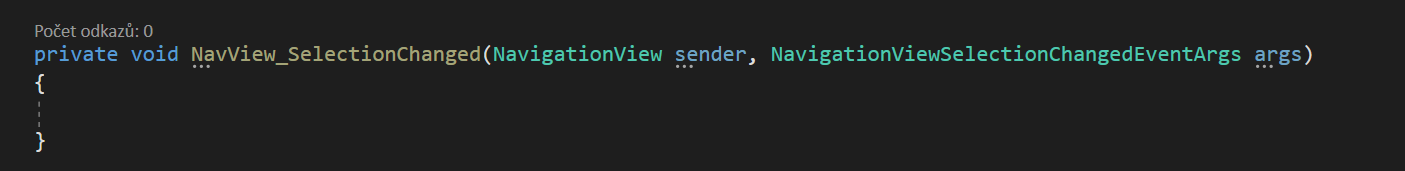 Počet odkazů: 0
private void NavView_SelectionChanged(NavigationView sender, NavigationViewSelectionChangedEventArgs args)
{
}